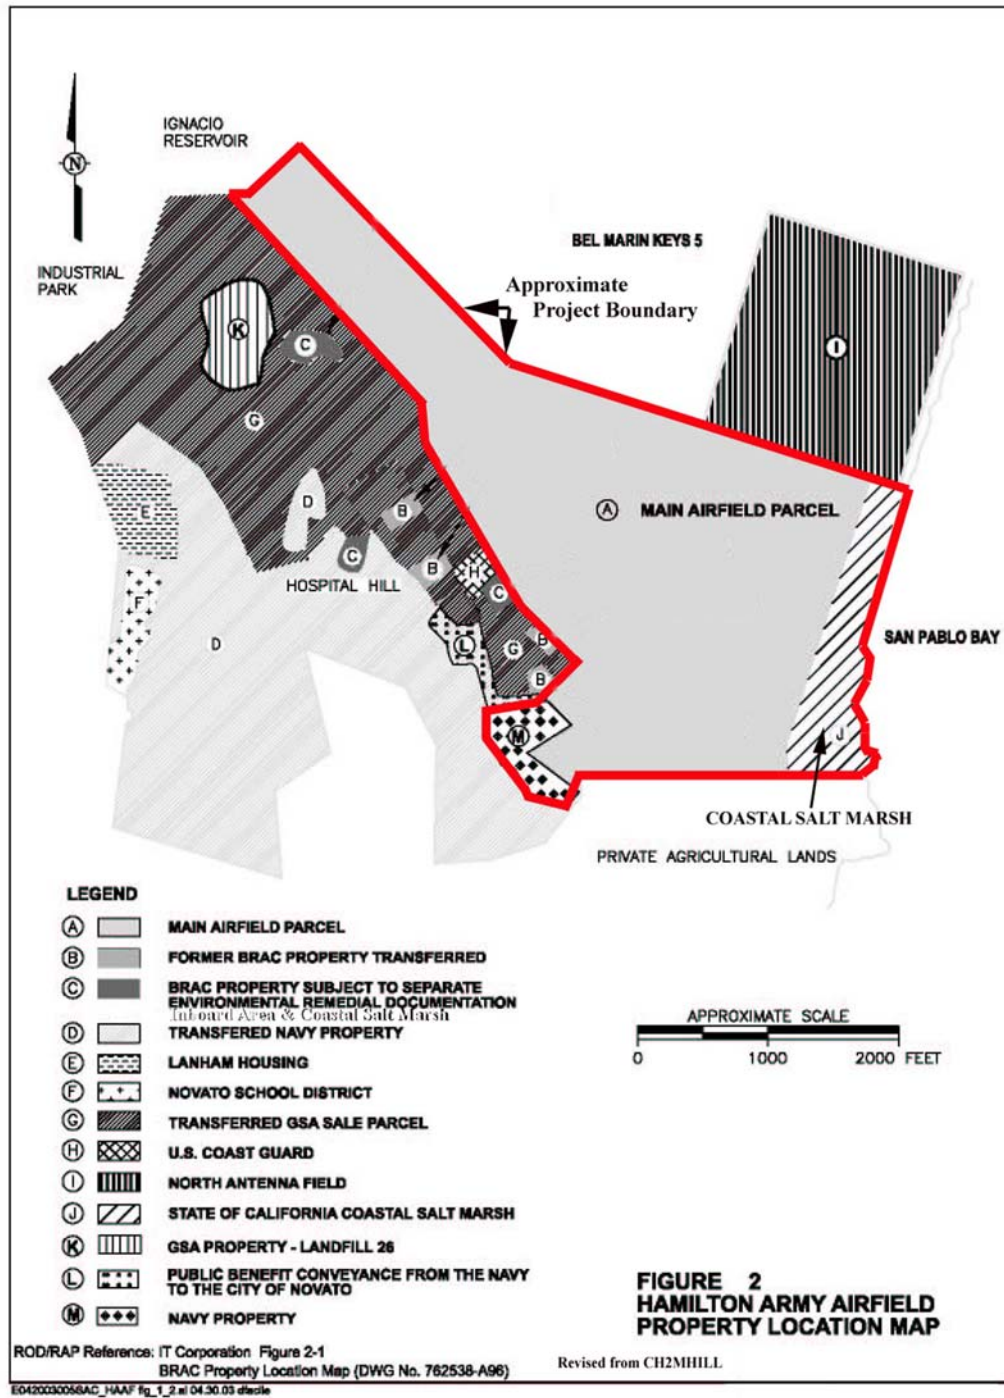 IGNACIO
RESERVOIR
N
INDUSTRIAL
PARK
BEL MARIN KEYS 5
Approximate
Project Boundary
K
C
I
G
D
B
E
C
B
H
HOSPITAL HILL
C
F
A MAIN AIRFIELD PARCEL
D
L
G
B
B
SAN PABLO BAY
M
J
COASTAL SALT MARSH
PRIVATE AGRICULTURAL LANDS
LEGEND
A MAIN AIRFIELD PARCEL
B FORMER BRAC PROPERTY TRANSFERRED
C BRAC PROPERTY SUBJECT TO SEPARATE
ENVIRONMENTAL REMEDIAL DOCUMENTATION
Inboard Area & Coastal Salt Marsh
D TRANSFERED NAVY PROPERTY
E LANHAM HOUSING
F NOVATO SCHOOL DISTRICT
G TRANSFERRED GSA SALE PARCEL
H U.S. COAST GUARD
I NORTH ANTENNA FIELD
J STATE OF CALIFORNIA COASTAL SALT MARSH
K GSA PROPERTY - LANDFILL 26
L PUBLIC BENEFIT CONVEYANCE FROM THE NAVY
TO THE CITY OF NOVATO
M NAVY PROPERTY
APPROXIMATE SCALE
0 1000 2000 FEET
FIGURE 2
HAMILTON ARMY AIRFIELD
PROPERTY LOCATION MAP
ROD/RAP Reference: IT Corporation Figure 2-1
BRAC Property Location Map (DWG No. 762538-A96)
Revised from CH2MHILL
fig_1_2.ai 04.30.03